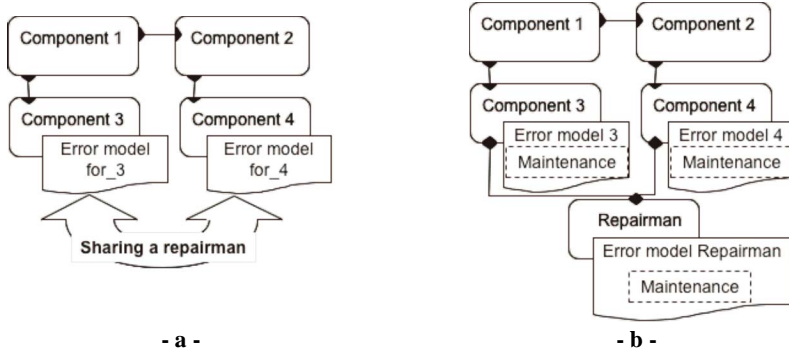 Component 1
Component 2
Component 3
Component 4
Error model
for_3
Error model
for_4
Sharing a repairman
- a -
Component 1
Component 2
Component 3
Component 4
Error model 3
Maintenance
Error model 4
Maintenance
Repairman
Error model Repairman
Maintenance
- b -